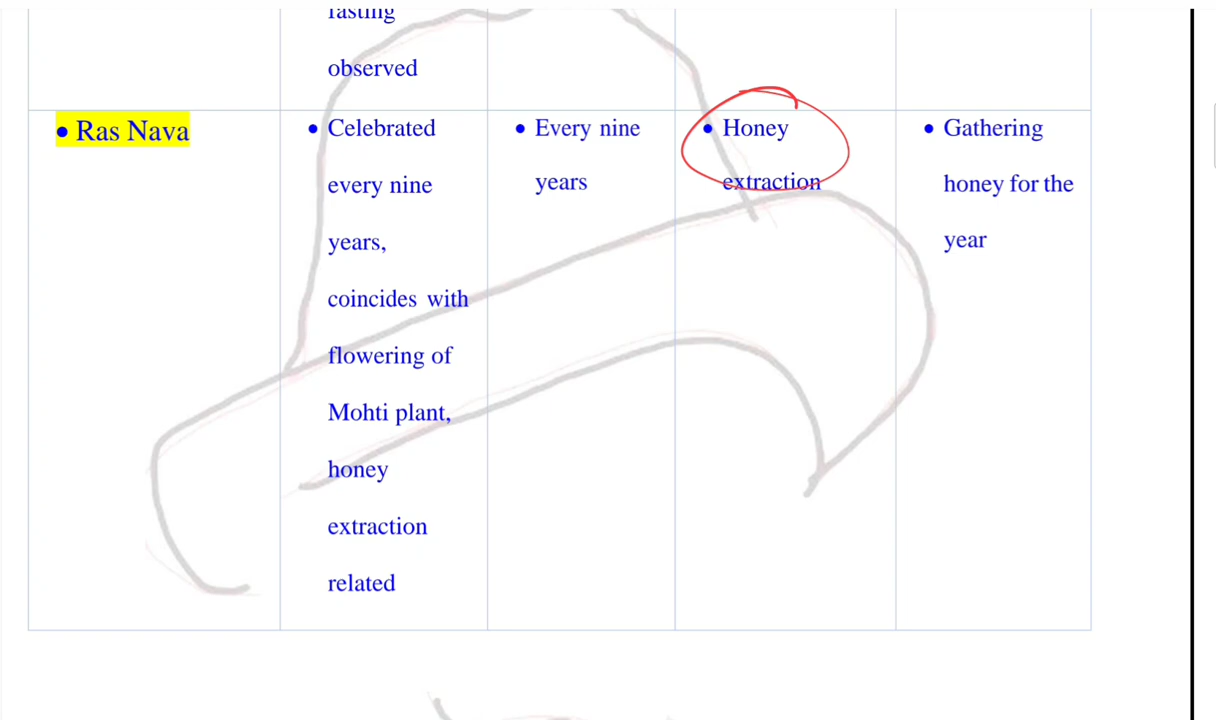 fasting
observed
• Ras Nava
• Celebrated
every nine
years,
coincides with
flowering of
Mohti plant,
honey
extraction
related
• Every nine
years
• Honey
extraction
• Gathering
honey for the
year